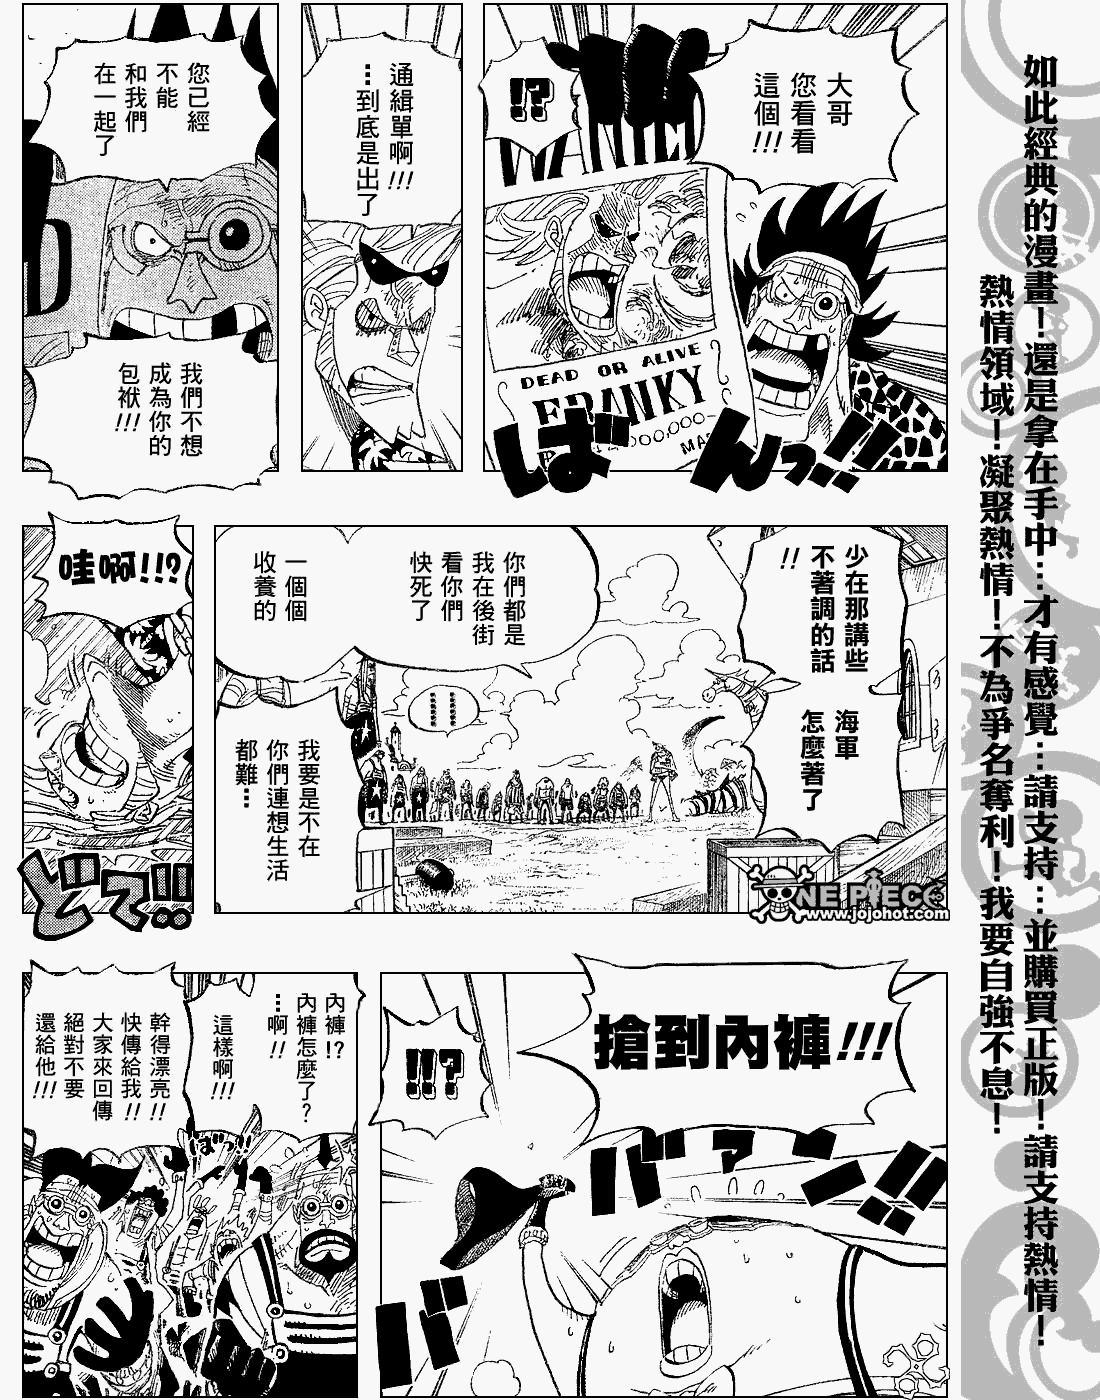 大哥
您看看
這個!!!
!?
WANTED
DEAD OR ALIVE
FRANKY
ばんっ!!
通緝單啊!!!
…到底是出了
您已經
不能
和我們
在一起了
我們不想
成為你的
包袱!!!
少在那講些
不著調的話
!!
海軍
怎麼著了
你們都是
我在後街
看你們
快死了
一個個
收養的
我要是不在
你們連想生活
都難…
ONE PIECE
www.jojohot.com
哇啊!!?
どて!!
搶到內褲!!!
!!?
バァーン!!
內褲!?
內褲怎麼了?
…啊!!
這樣啊!!!
ばっ!!
幹得漂亮!!
快傳給我!!
大家來回傳
絕對不要
還給他!!!
如此經典的漫畫！還是拿在手中…才有感覺…請支持…並購買正版！請支持熱情！
熱情領域！凝聚熱情！不為爭名奪利！我要自強不息！